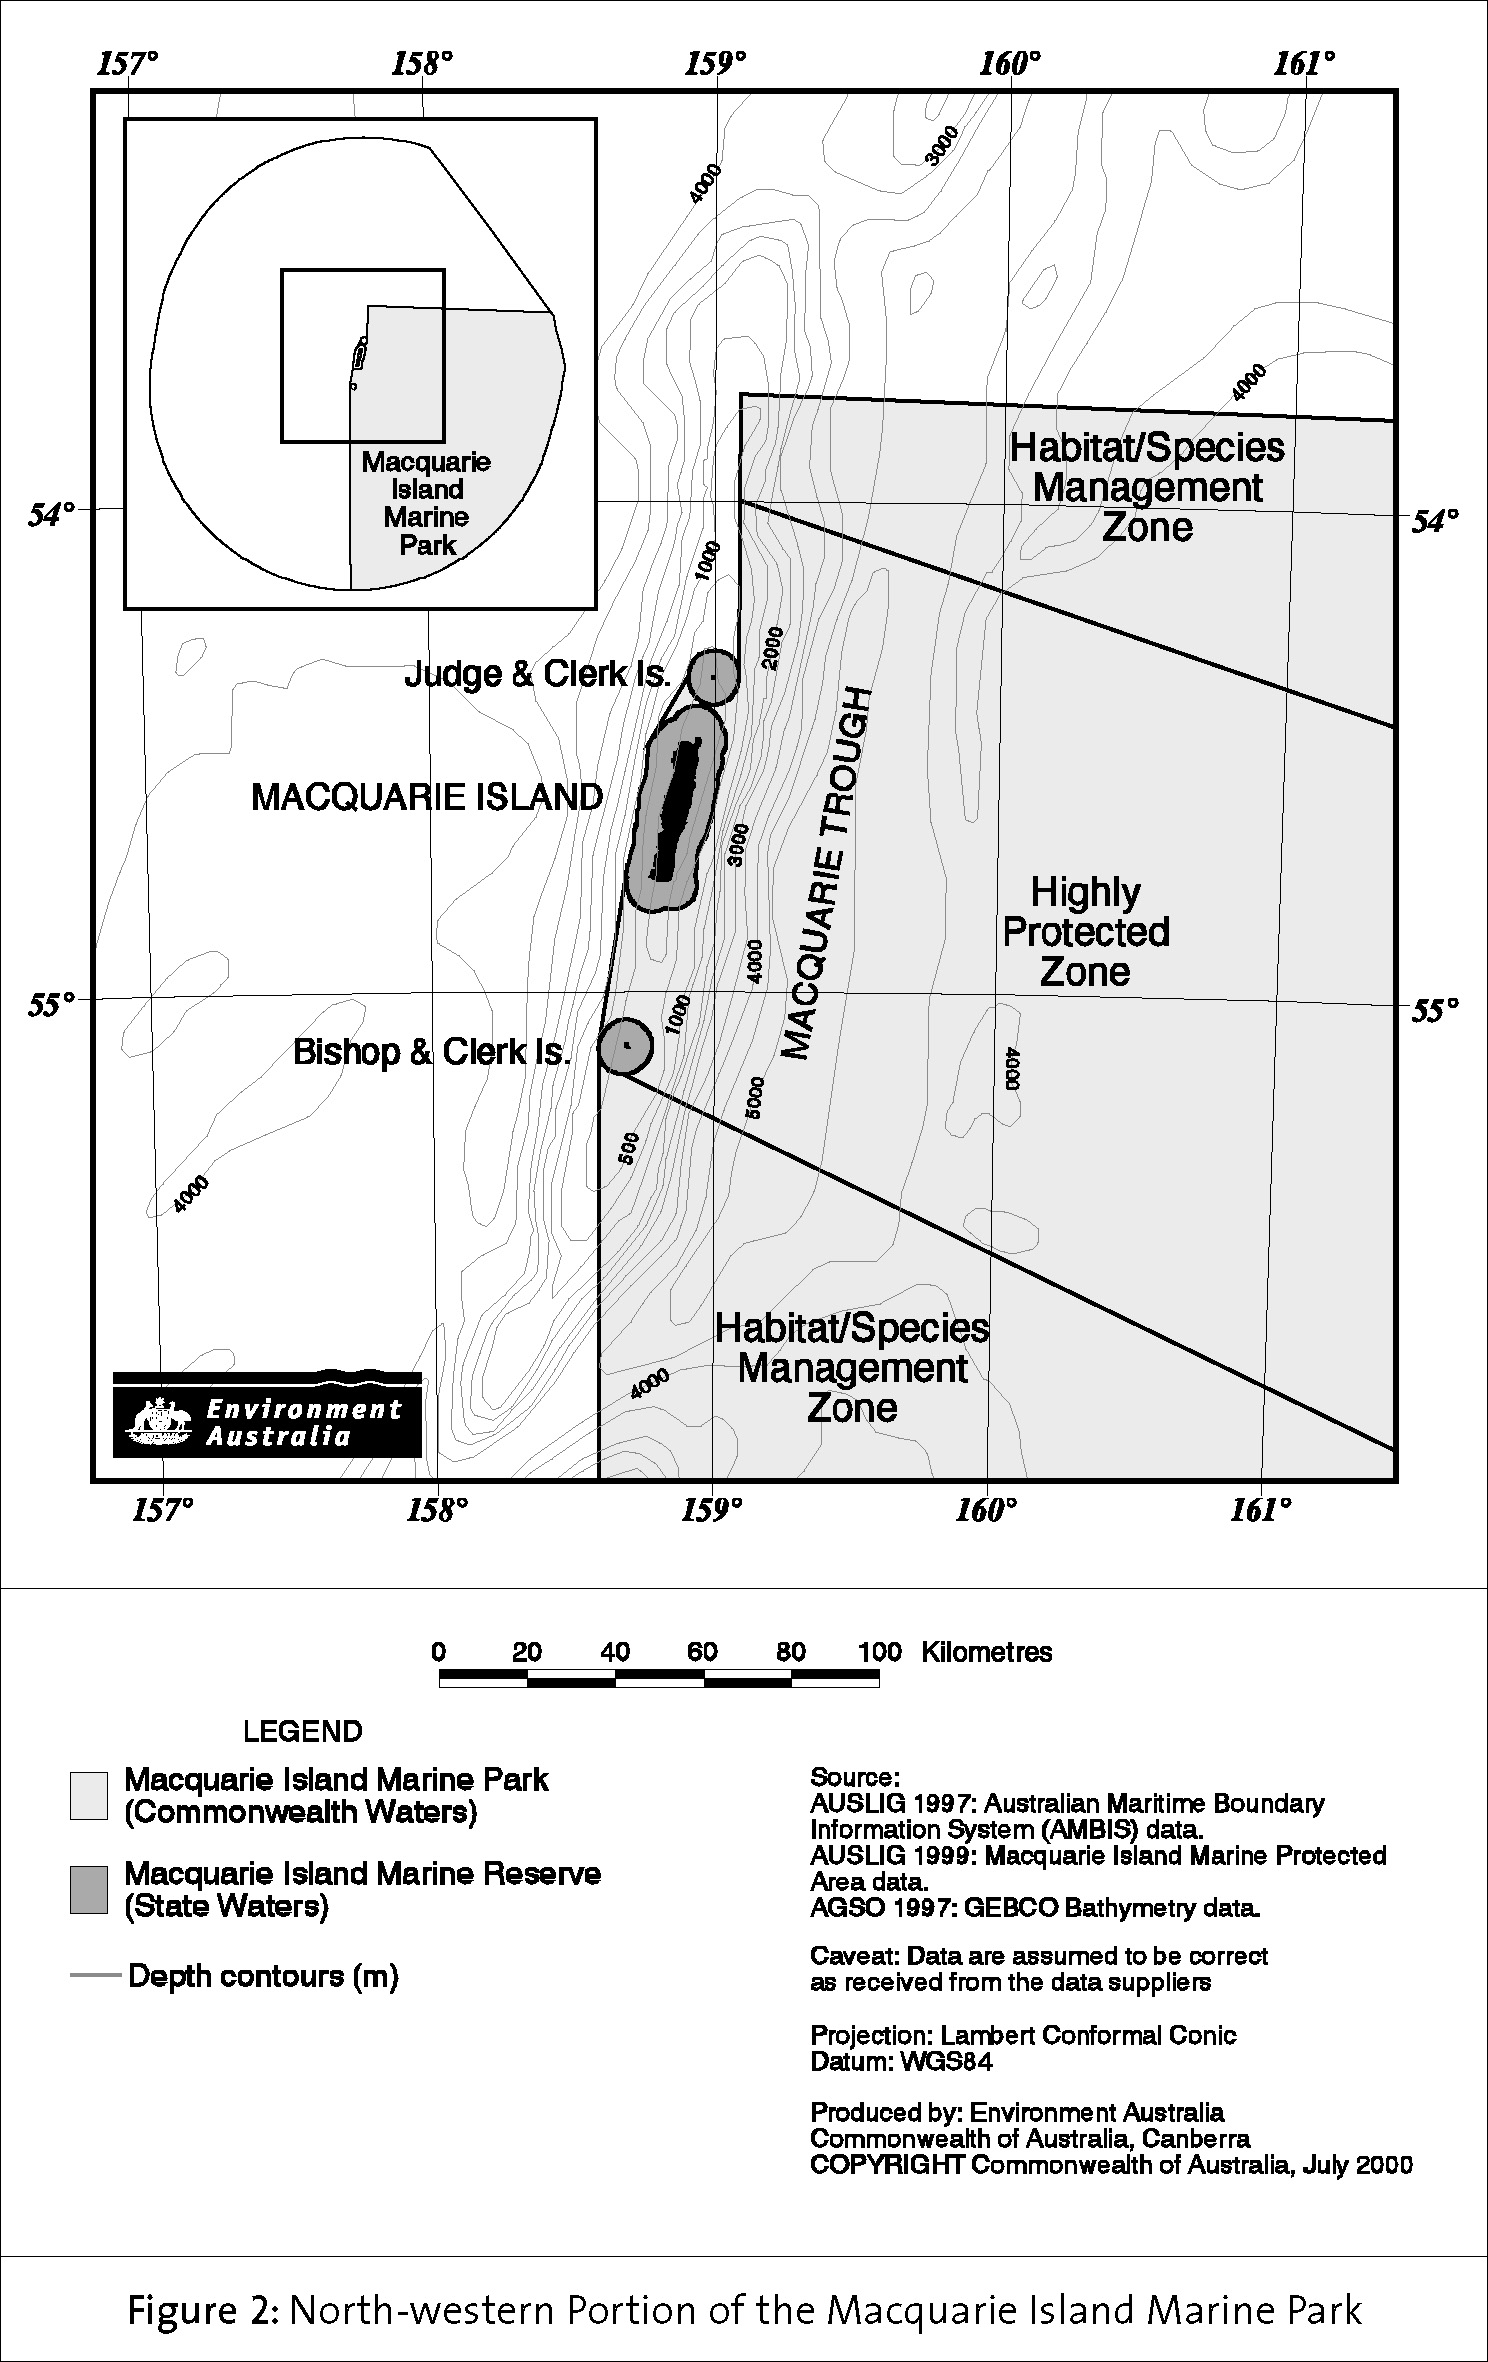 157° 158° 159° 160° 161°
3000
4000
4000
Habitat/Species
Management
Zone
Macquarie
Island
Marine
Park
54° 54°
1000
2000
Judge & Clerk Is.
MACQUARIE TROUGH
MACQUARIE ISLAND
3000
Highly
Protected
Zone
4000
55° 55°
1000
Bishop & Clerk Is.
4000
5000
500
4000
Habitat/Species
Management
Zone
4000
Environment
Australia
157° 158° 159° 160° 161°
0 20 40 60 80 100 Kilometres
LEGEND
Macquarie Island Marine Park
(Commonwealth Waters)
Macquarie Island Marine Reserve
(State Waters)
Depth contours (m)
Source:
AUSLIG 1997: Australian Maritime Boundary
Information System (AMBIS) data.
AUSLIG 1999: Macquarie Island Marine Protected
Area data.
AGSO 1997: GEBCO Bathymetry data.
Caveat: Data are assumed to be correct
as received from the data suppliers
Projection: Lambert Conformal Conic
Datum: WGS84
Produced by: Environment Australia
Commonwealth of Australia, Canberra
COPYRIGHT Commonwealth of Australia, July 2000
Figure 2: North-western Portion of the Macquarie Island Marine Park